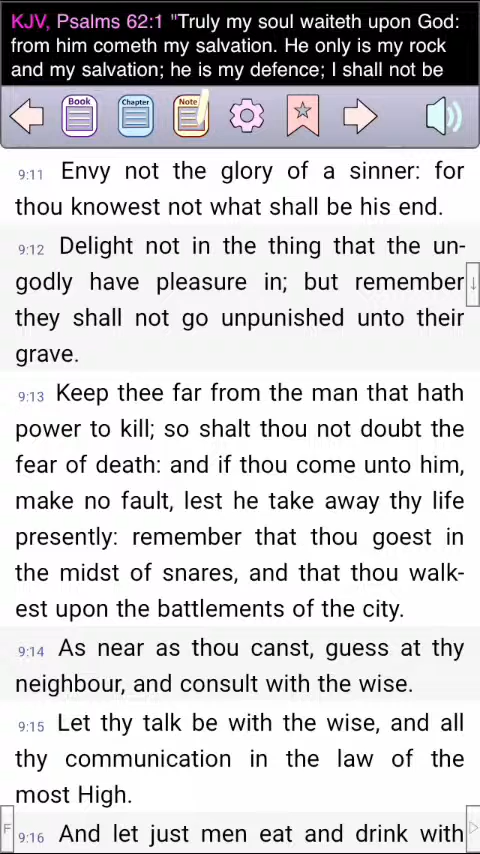 KJV, Psalms 62:1 "Truly my soul waiteth upon God:
from him cometh my salvation. He only is my rock
and my salvation; he is my defence; I shall not be
Book
Chapter
Note
9:11 Envy not the glory of a sinner: for
thou knowest not what shall be his end.
9:12 Delight not in the thing that the un-
godly have pleasure in; but remember
they shall not go unpunished unto their
grave.
9:13 Keep thee far from the man that hath
power to kill; so shalt thou not doubt the
fear of death: and if thou come unto him,
make no fault, lest he take away thy life
presently: remember that thou goest in
the midst of snares, and that thou walk-
est upon the battlements of the city.
9:14 As near as thou canst, guess at thy
neighbour, and consult with the wise.
9:15 Let thy talk be with the wise, and all
thy communication in the law of the
most High.
F
9:16 And let just men eat and drink with